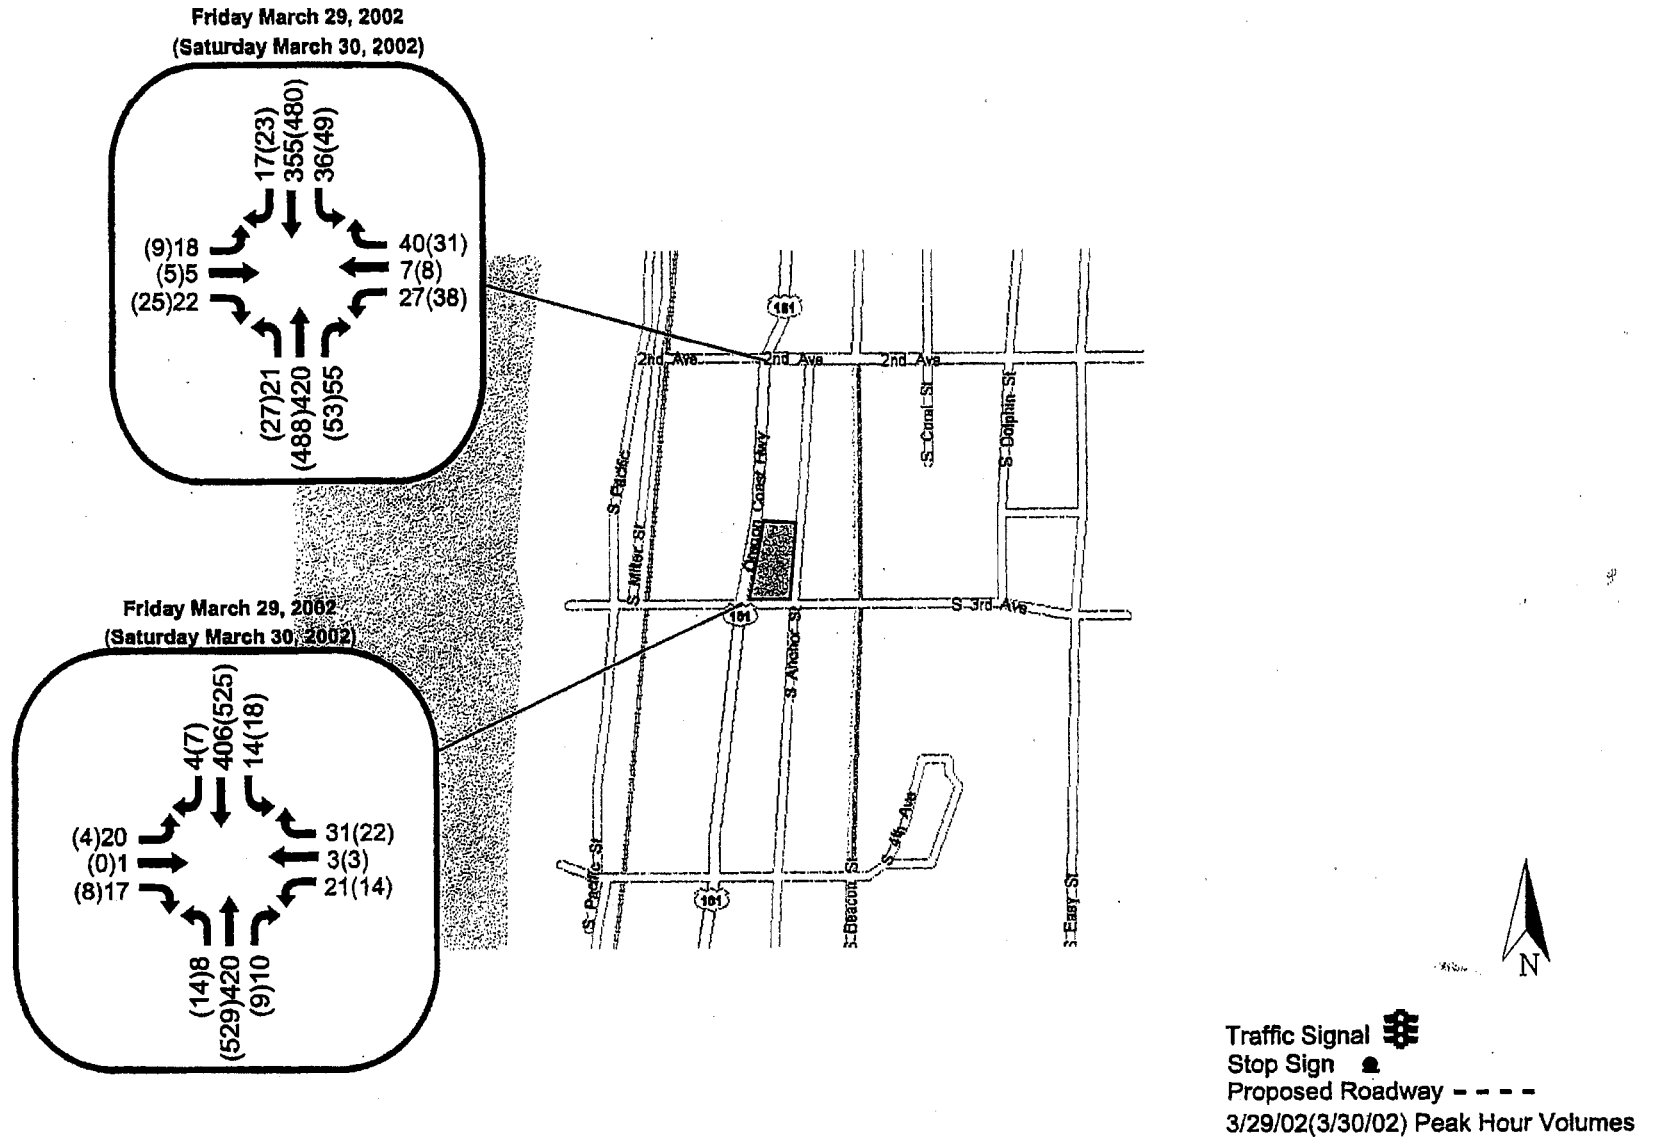 Friday March 29, 2002
(Saturday March 30, 2002)
17(23)
355(480)
36(49)
(9)18
(5)5
(25)22
40(31)
7(8)
27(38)
(27)21
(488)420
(53)55
101
2nd Ave
2nd Ave
2nd Ave
S Pacific
S Miller St
Oregon Coast Hwy
S Coral St
S Dolphin St
Friday March 29, 2002
(Saturday March 30, 2002)
4(7)
406(525)
14(18)
(4)20
(0)1
(8)17
31(22)
3(3)
21(14)
(14)8
(529)420
(9)10
101
S 3rd Ave
S Anchor St
S 4th Ave
S Pacific St
101
S Beacon St
S Easy St
N
Traffic Signal
Stop Sign
Proposed Roadway
3/29/02(3/30/02) Peak Hour Volumes